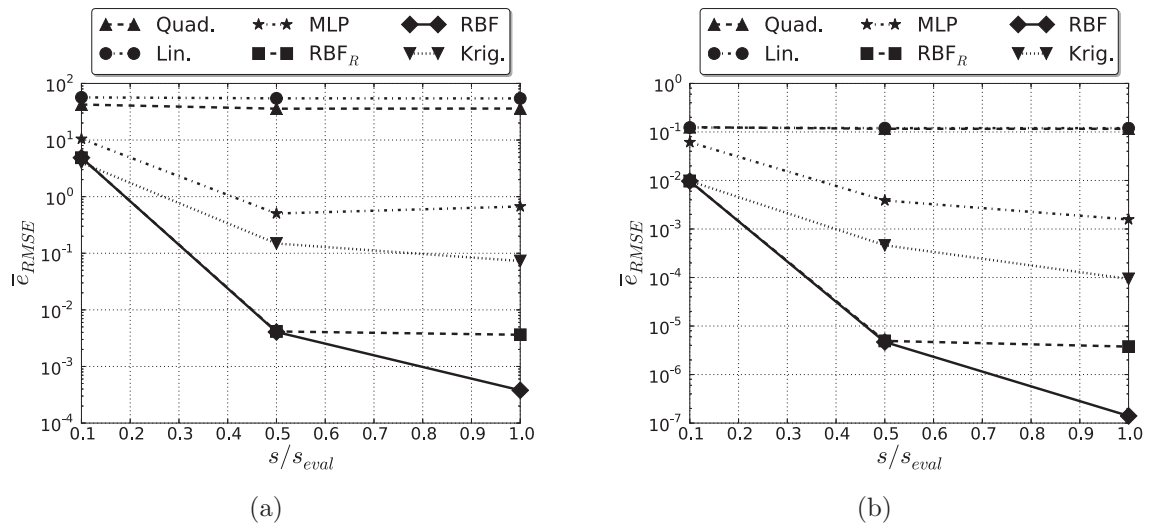 Quad. MLP RBF
Lin. RBF_R Krig.
10^2
10^1
10^0
10^-1
10^-2
10^-3
10^-4
e̅_RMSE
0.1 0.2 0.3 0.4 0.5 0.6 0.7 0.8 0.9 1.0
s/s_eval
(a)
Quad. MLP RBF
Lin. RBF_R Krig.
10^0
10^-1
10^-2
10^-3
10^-4
10^-5
10^-6
10^-7
e̅_RMSE
0.1 0.2 0.3 0.4 0.5 0.6 0.7 0.8 0.9 1.0
s/s_eval
(b)